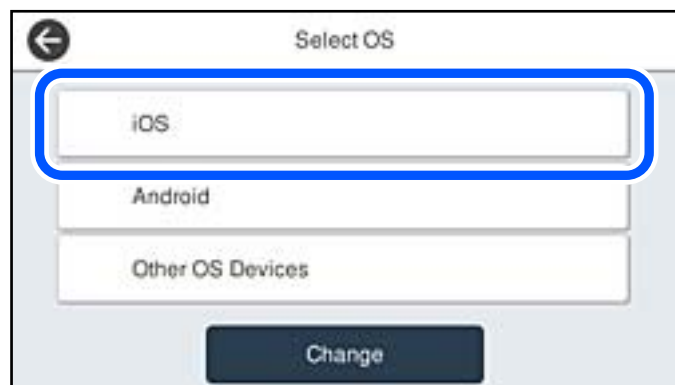 Select OS
iOS
Android
Other OS Devices
Change